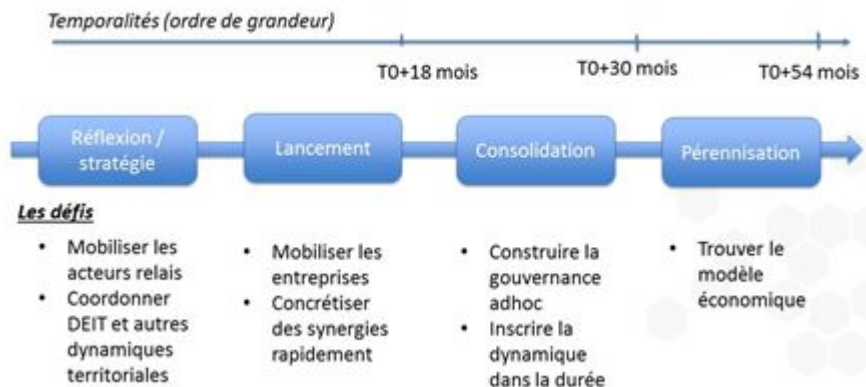 Temporalités (ordre de grandeur)
T0+18 mois
T0+30 mois
T0+54 mois
Réflexion /
stratégie
Lancement
Consolidation
Pérennisation
Les défis
• Mobiliser les
acteurs relais
• Coordonner
DEIT et autres
dynamiques
territoriales
• Mobiliser les
entreprises
• Concrétiser
des synergies
rapidement
• Construire la
gouvernance
adhoc
• Inscrire la
dynamique
dans la durée
• Trouver le
modèle
économique